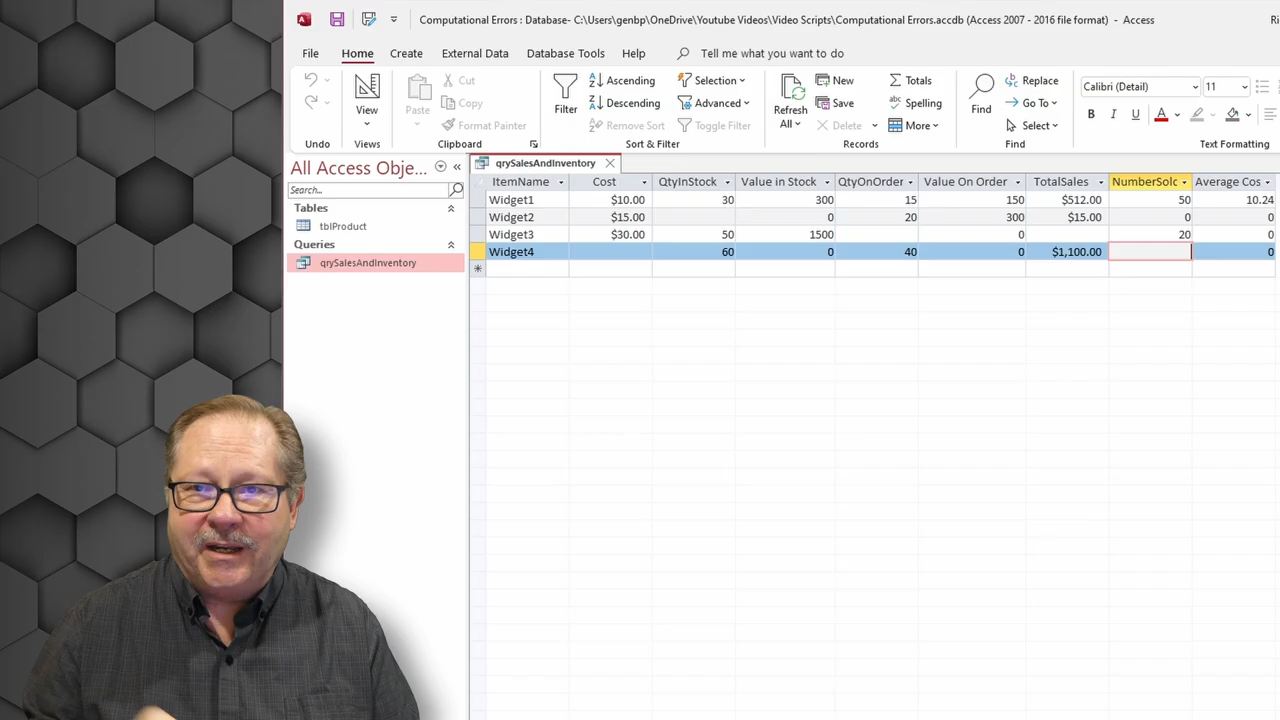 Computational Errors : Database- C:\Users\genbp\OneDrive\Youtube Videos\Video Scripts\Computational Errors.accdb (Access 2007 - 2016 file format) - Access
File Home Create External Data Database Tools Help Tell me what you want to do
View
Paste
Cut
Copy
Format Painter
Filter
Ascending
Descending
Remove Sort
Selection
Advanced
Toggle Filter
Refresh
All
New
Save
Delete
Totals
Spelling
More
Find
Replace
Go To
Select
Calibri (Detail) 11
B I U A
Undo Views Clipboard Sort & Filter Records Find Text Formatting
All Access Obje...
Search...
Tables
tblProduct
Queries
qrySalesAndInventory
qrySalesAndInventory
ItemName Cost QtyInStock Value in Stock QtyOnOrder Value On Order TotalSales NumberSold Average Cos
Widget1 $10.00 30 300 15 150 $512.00 50 10.24
Widget2 $15.00 0 20 300 $15.00 0 0
Widget3 $30.00 50 1500 0 20 0
Widget4 60 0 40 0 $1,100.00 0